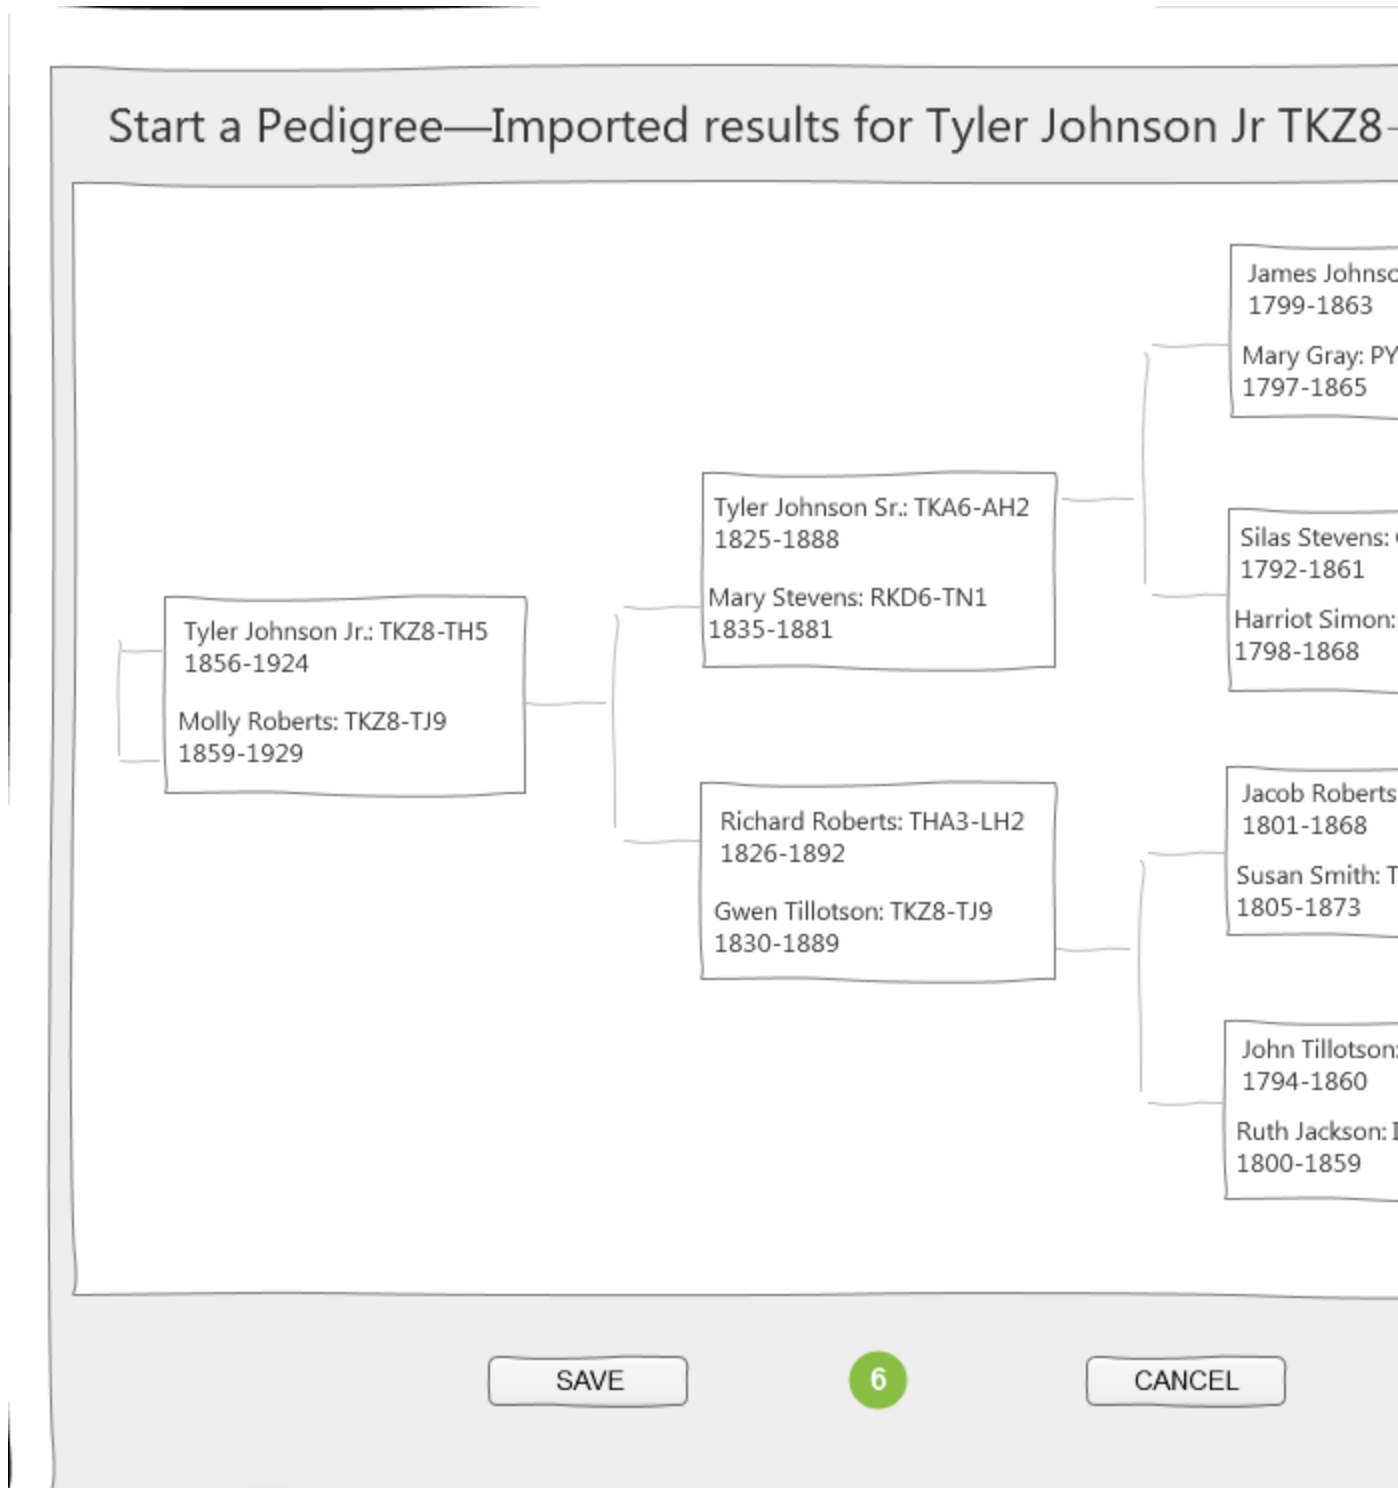 Start a Pedigree—Imported results for Tyler Johnson Jr TKZ8-
James Johnso
1799-1863
Mary Gray: PY
1797-1865
Tyler Johnson Sr.: TKA6-AH2
1825-1888
Mary Stevens: RKD6-TN1
1835-1881
Silas Stevens:
1792-1861
Harriot Simon:
1798-1868
Tyler Johnson Jr.: TKZ8-TH5
1856-1924
Molly Roberts: TKZ8-TJ9
1859-1929
Richard Roberts: THA3-LH2
1826-1892
Gwen Tillotson: TKZ8-TJ9
1830-1889
Jacob Roberts
1801-1868
Susan Smith: T
1805-1873
John Tillotson:
1794-1860
Ruth Jackson:
1800-1859
SAVE
6
CANCEL